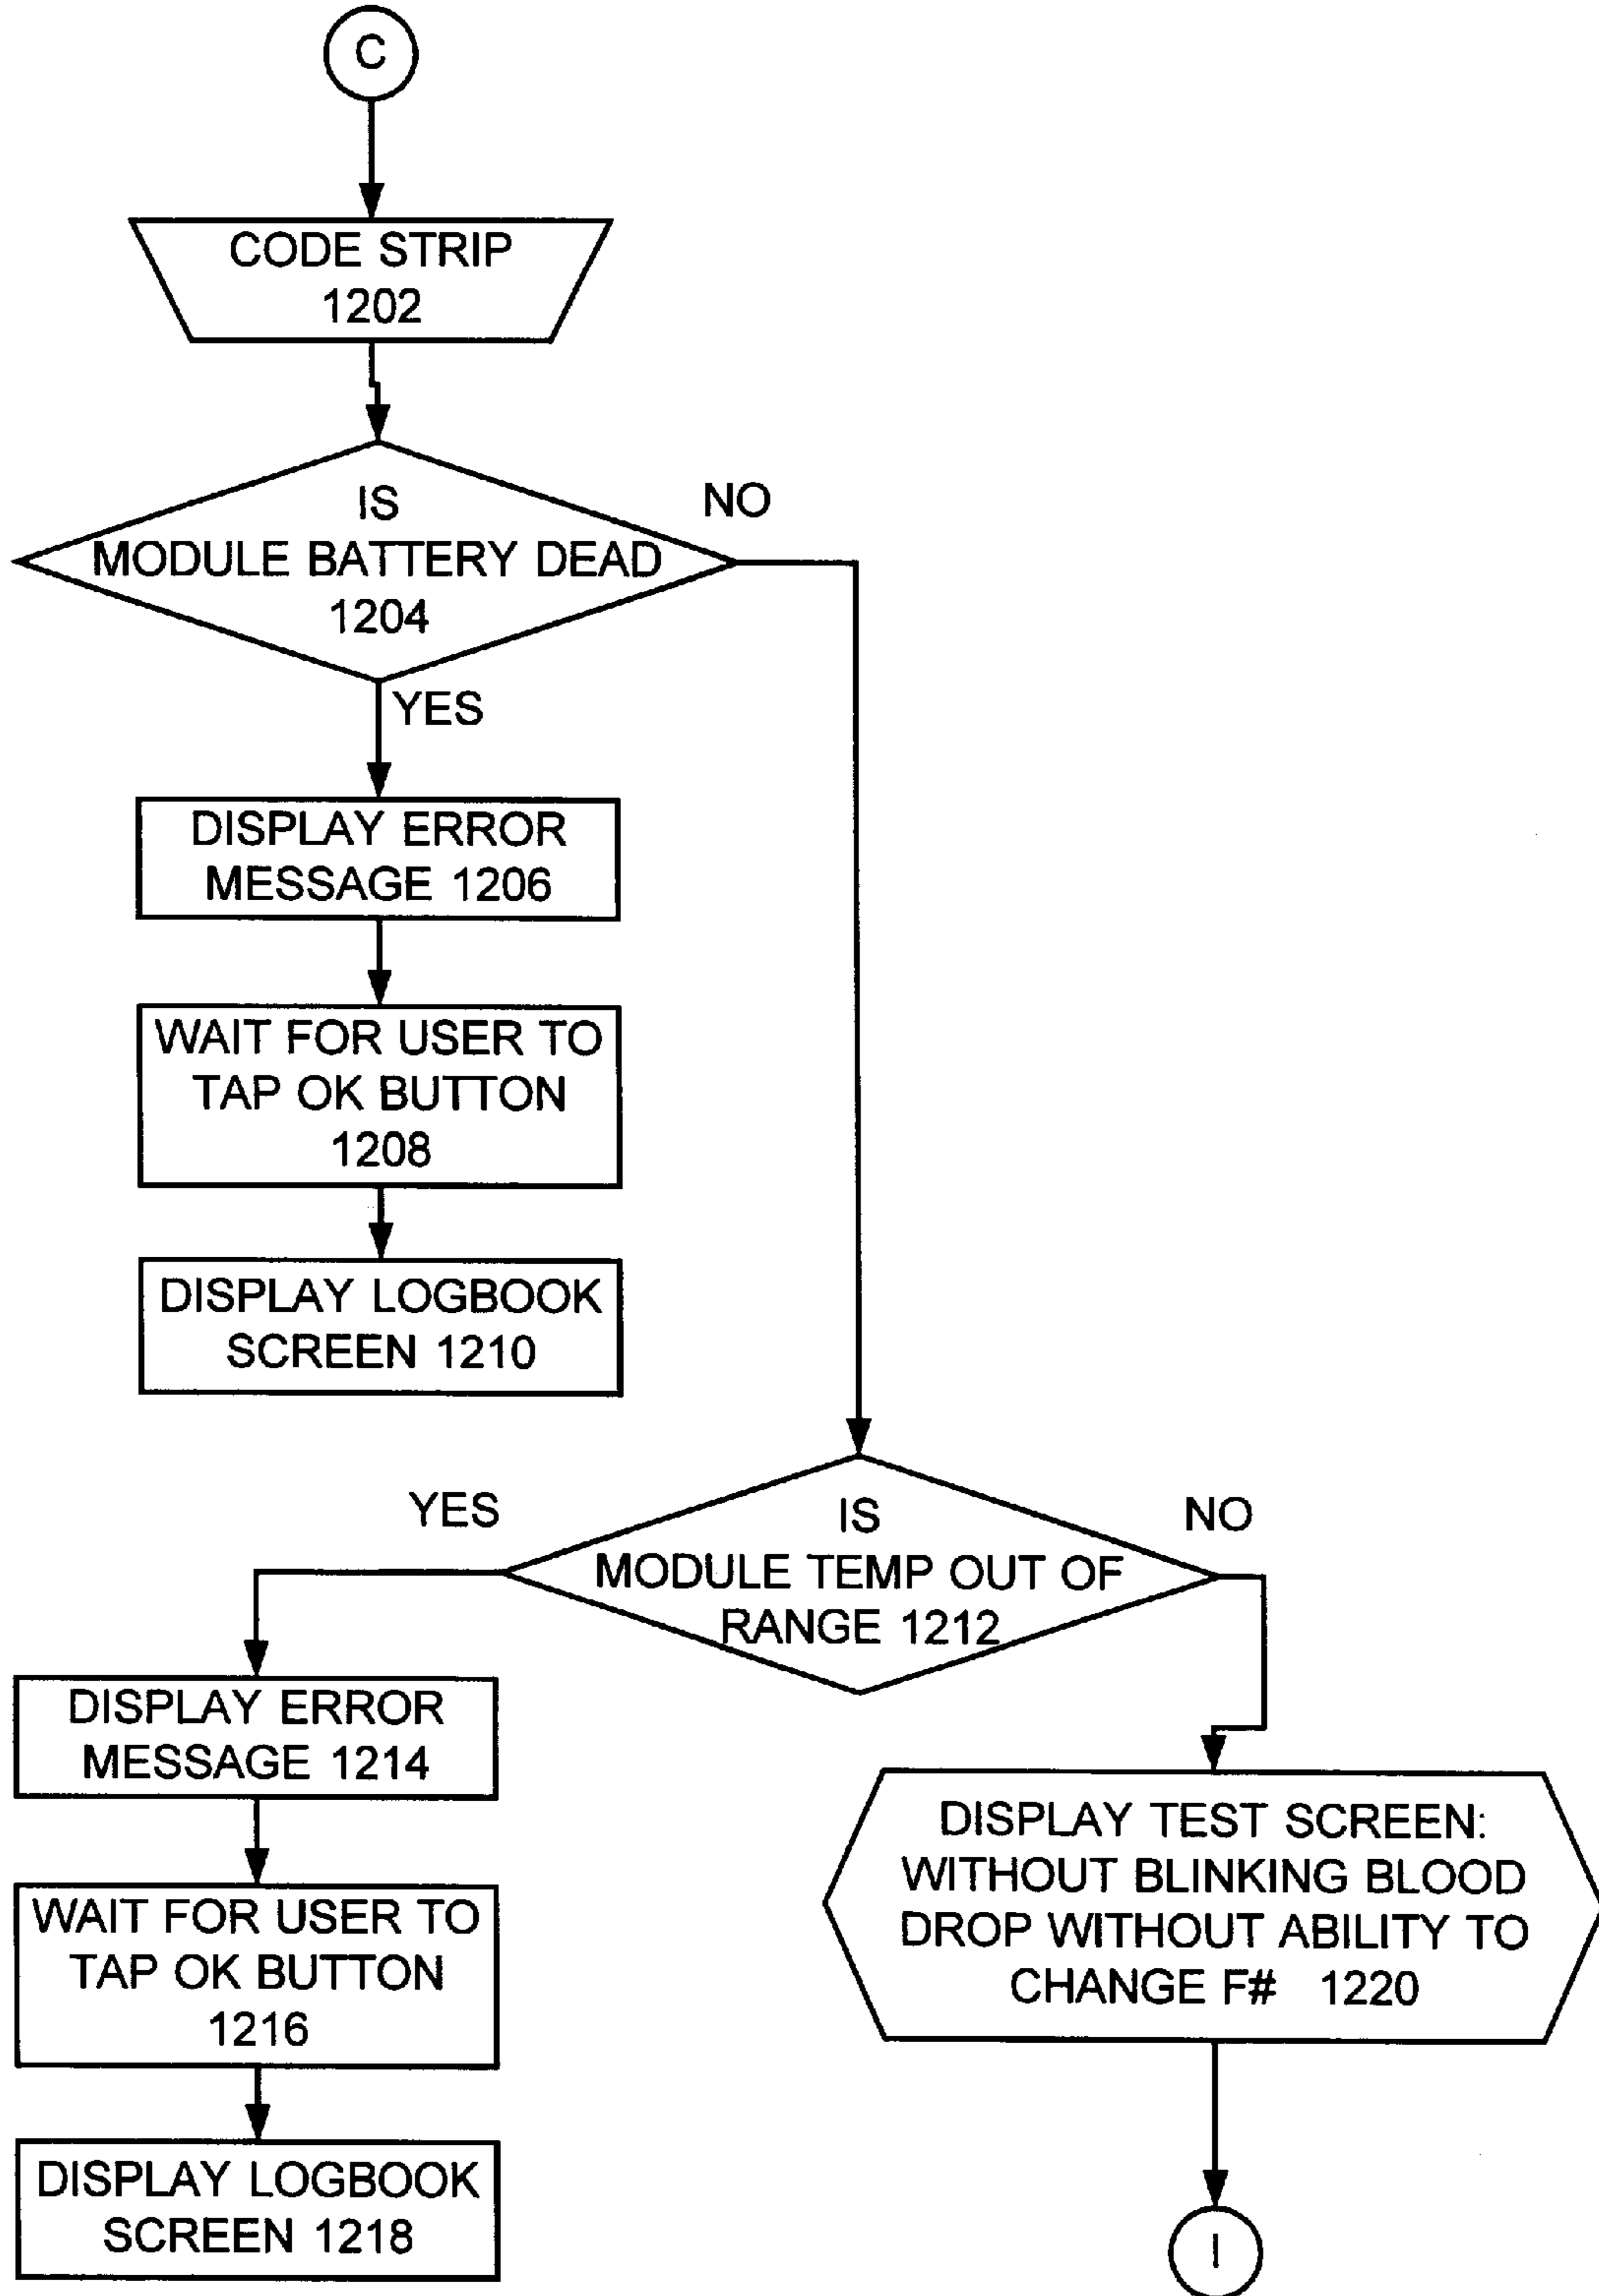 C
CODE STRIP
1202
IS
MODULE BATTERY DEAD
1204
NO
YES
DISPLAY ERROR
MESSAGE 1206
WAIT FOR USER TO
TAP OK BUTTON
1208
DISPLAY LOGBOOK
SCREEN 1210
YES
IS
MODULE TEMP OUT OF
RANGE 1212
NO
DISPLAY ERROR
MESSAGE 1214
WAIT FOR USER TO
TAP OK BUTTON
1216
DISPLAY LOGBOOK
SCREEN 1218
DISPLAY TEST SCREEN:
WITHOUT BLINKING BLOOD
DROP WITHOUT ABILITY TO
CHANGE F# 1220
I